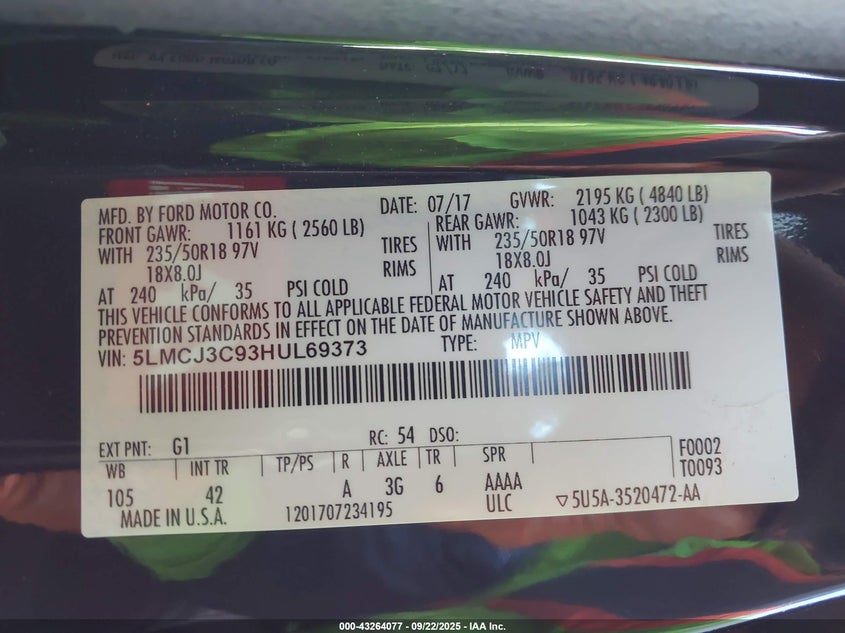 MFD. BY FORD MOTOR CO. DATE: 07/17 GVWR: 2195 KG ( 4840 LB)
FRONT GAWR: 1161 KG ( 2560 LB) REAR GAWR: 1043 KG ( 2300 LB)
WITH 235/50R18 97V TIRES WITH 235/50R18 97V TIRES
18X8.0J RIMS 18X8.0J RIMS
AT 240 kPa/ 35 PSI COLD AT 240 kPa/ 35 PSI COLD
THIS VEHICLE CONFORMS TO ALL APPLICABLE FEDERAL MOTOR VEHICLE SAFETY AND THEFT
PREVENTION STANDARDS IN EFFECT ON THE DATE OF MANUFACTURE SHOWN ABOVE.
VIN: 5LMCJ3C93HUL69373 TYPE: MPV
EXT PNT: G1 RC: 54 DSO: F0002
WB INT TR TP/PS R AXLE TR SPR T0093
105 42 A 3G 6 AAAA
MADE IN U.S.A. 1201707234195 ULC ▽5U5A-3520472-AA
000-43264077 - 09/22/2025 - IAA Inc.